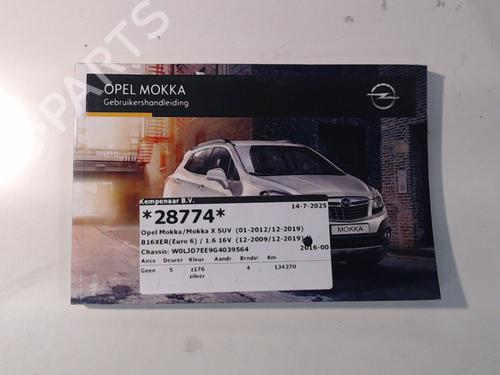 PARTS
OPEL MOKKA
Gebruikershandleiding
Kempenaar B.V.
14-7-2025
*28774*
Opel Mokka/Mokka X SUV (01-2012/12-2019)
B16XER(Euro 6) / 1.6 16V (12-2009/12-2019)
Chassis: W0LJD7EE9G4039564 2016-00
Airco Deuren Kleur Aandr Brndst Km
Geen 5 z176 4 134270
zilver
MOKKA